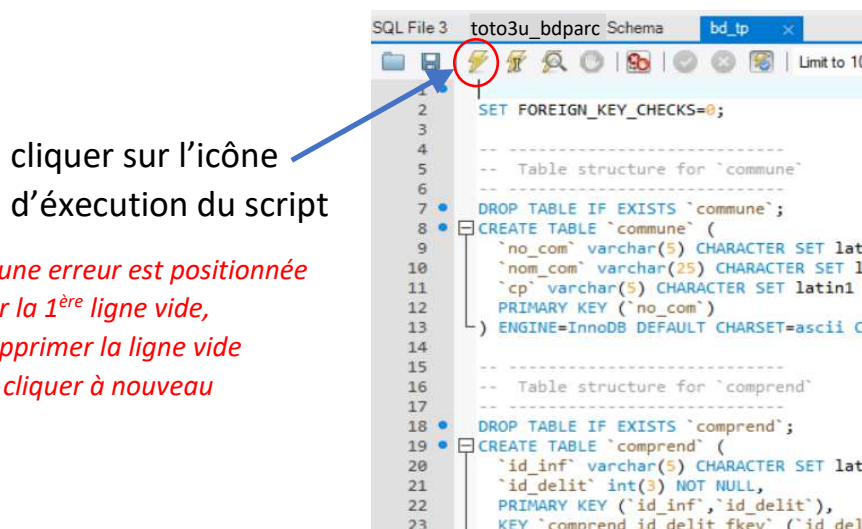 SQL File 3 toto3u_bdparc Schema bd_tp ×
Limit to 10
cliquer sur l’icône
d’éxecution du script
une erreur est positionnée
r la 1ère ligne vide,
pprimer la ligne vide
cliquer à nouveau
1
2 SET FOREIGN_KEY_CHECKS=0;
3
4 -- ----------------------------
5 -- Table structure for `commune`
6 -- ----------------------------
7 DROP TABLE IF EXISTS `commune`;
8 CREATE TABLE `commune` (
9 `no_com` varchar(5) CHARACTER SET lat
10 `nom_com` varchar(25) CHARACTER SET l
11 `cp` varchar(5) CHARACTER SET latin1
12 PRIMARY KEY (`no_com`)
13 ) ENGINE=InnoDB DEFAULT CHARSET=ascii C
14
15 -- ----------------------------
16 -- Table structure for `comprend`
17 -- ----------------------------
18 DROP TABLE IF EXISTS `comprend`;
19 CREATE TABLE `comprend` (
20 `id_inf` varchar(5) CHARACTER SET lat
21 `id_delit` int(3) NOT NULL,
22 PRIMARY KEY (`id_inf`,`id_delit`),
23 KEY `comprend_id_delit_fkey` (`id_del